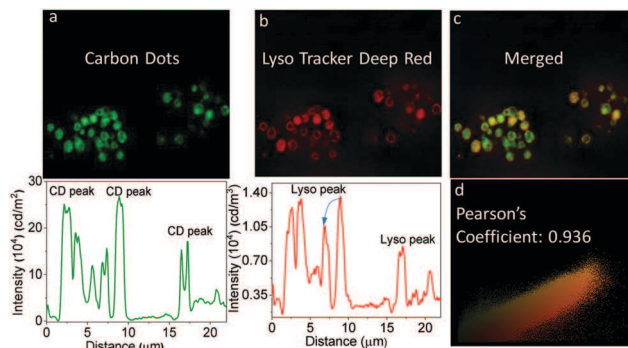 a
Carbon Dots
b
Lyso Tracker Deep Red
c
Merged
Intensity (10⁴) (cd/m²)
30
25
20
15
10
5
0
CD peak
CD peak
CD peak
0 5 10 15 20
Distance (μm)
Intensity (10⁴) (cd/m³)
1.40
1.05
0.70
0.35
Lyso peak
Lyso peak
0 5 10 15 20
Distance (μm)
d
Pearson's
Coefficient: 0.936